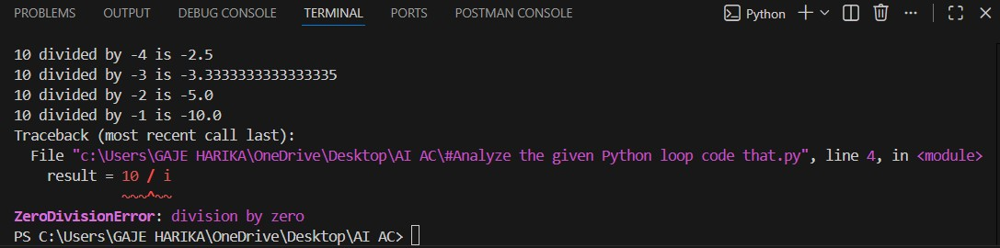 PROBLEMS OUTPUT DEBUG CONSOLE TERMINAL PORTS POSTMAN CONSOLE Python
10 divided by -4 is -2.5
10 divided by -3 is -3.3333333333333335
10 divided by -2 is -5.0
10 divided by -1 is -10.0
Traceback (most recent call last):
  File "c:\Users\GAJE HARIKA\OneDrive\Desktop\AI AC\#Analyze the given Python loop code that.py", line 4, in <module>
    result = 10 / i
             ~~~^~~
ZeroDivisionError: division by zero
PS C:\Users\GAJE HARIKA\OneDrive\Desktop\AI AC>